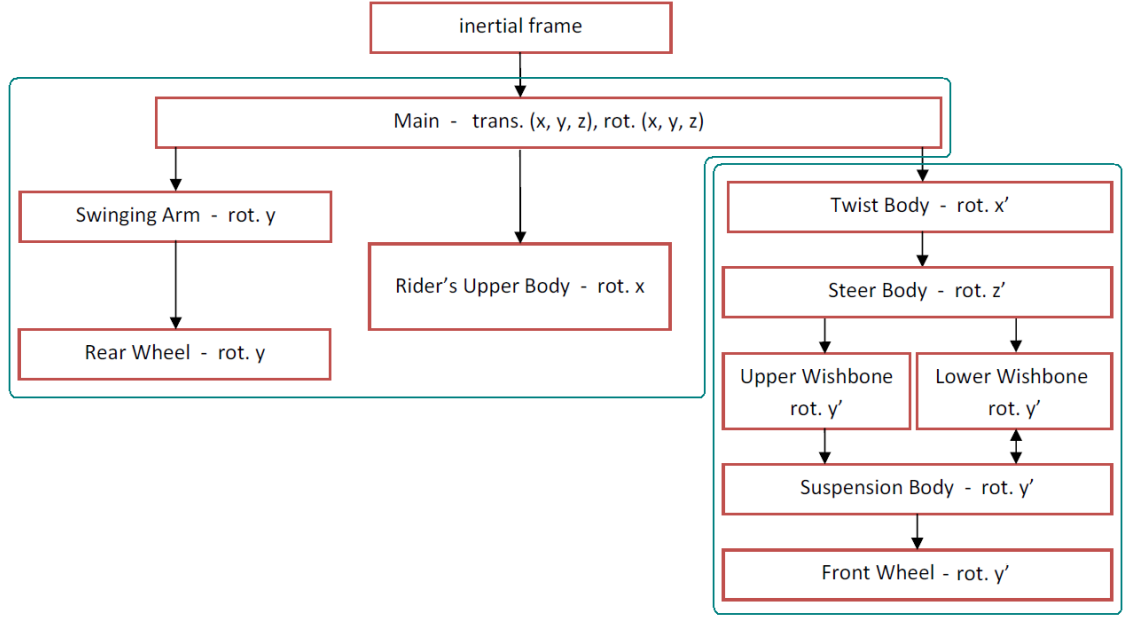 inertial frame
Main - trans. (x, y, z), rot. (x, y, z)
Swinging Arm - rot. y
Rider’s Upper Body - rot. x
Rear Wheel - rot. y
Twist Body - rot. x’
Steer Body - rot. z’
Upper Wishbone
rot. y’
Lower Wishbone
rot. y’
Suspension Body - rot. y’
Front Wheel - rot. y’